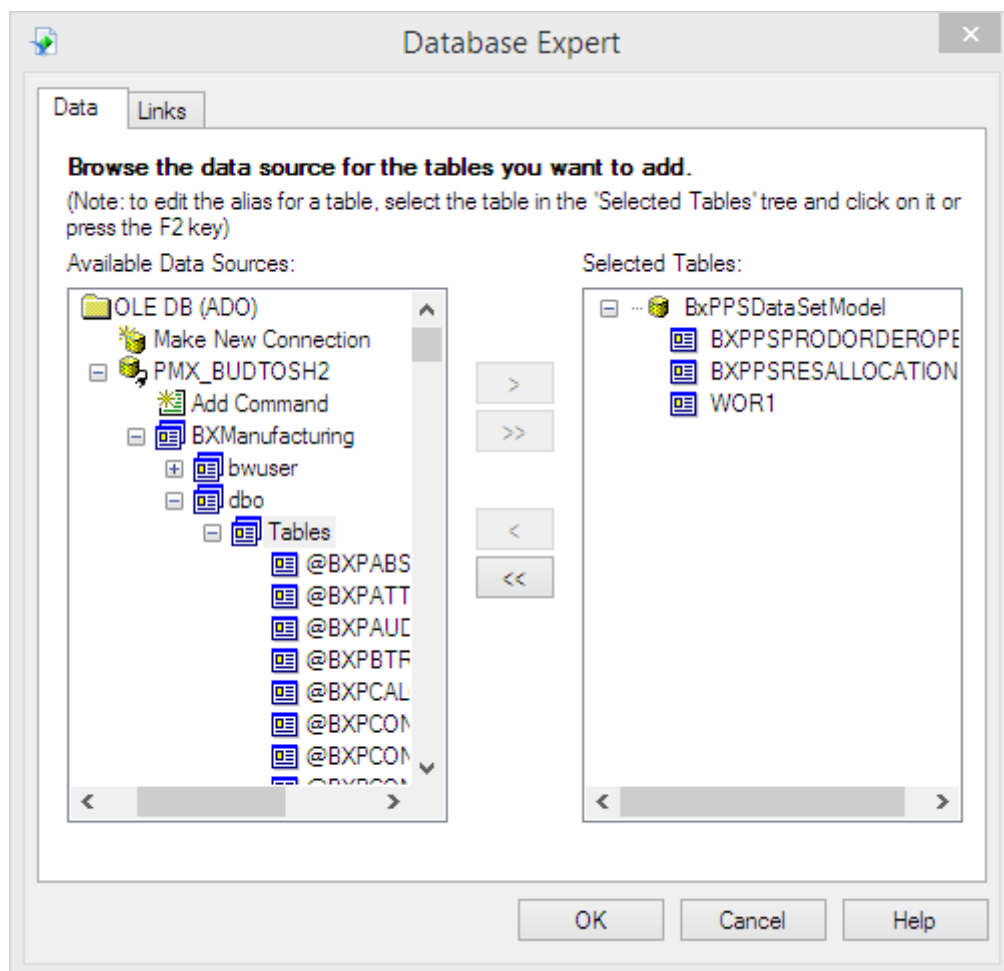 Database Expert
Data
Links
Browse the data source for the tables you want to add.
(Note: to edit the alias for a table, select the table in the 'Selected Tables' tree and click on it or
press the F2 key)
Available Data Sources:
Selected Tables:
OLE DB (ADO)
Make New Connection
PMX_BUDTOSH2
Add Command
BXManufacturing
bwuser
dbo
Tables
@BXPABS
@BXPATT
@BXPAUD
@BXPBTR
@BXPCAL
@BXPCON
@BXPCON
>
>>
<
<<
BxPPSDataSetModel
BXPPSPRODORDEROPE
BXPPSRESALLOCATION
WOR1
OK
Cancel
Help